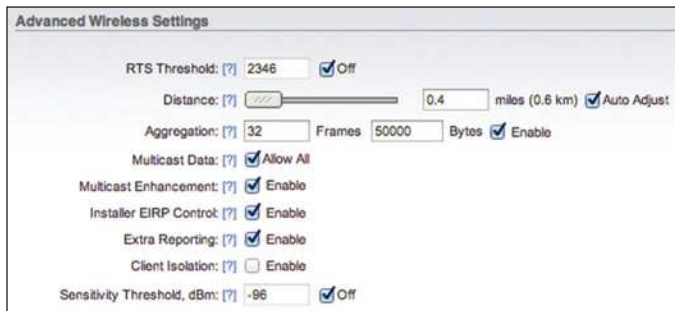 Advanced Wireless Settings
RTS Threshold: [?] 2346 Off
Distance: [?] 0.4 miles (0.6 km) Auto Adjust
Aggregation: [?] 32 Frames 50000 Bytes Enable
Multicast Data: [?] Allow All
Multicast Enhancement: [?] Enable
Installer EIRP Control: [?] Enable
Extra Reporting: [?] Enable
Client Isolation: [?] Enable
Sensitivity Threshold, dBm: [?] -96 Off